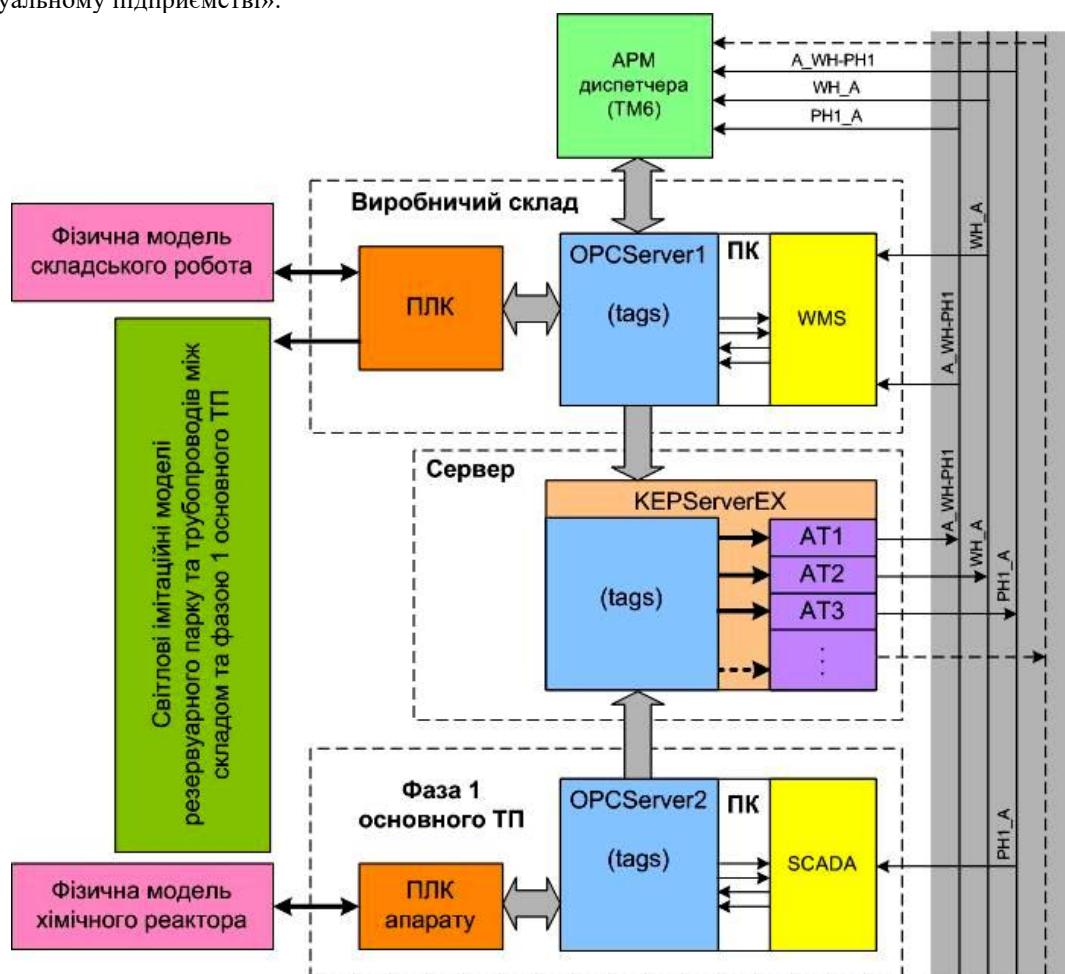 уальному підприємстві».
АРМ
диспетчера
(ТМ6)
A_WH-PH1
WH_A
PH1_A
Виробничий склад
Фізична модель
складського робота
ПЛК
OPCServer1
(tags)
ПК
WMS
WH_A
A_WH-PH1
Світлові імітаційні моделі
резервуарного парку та трубопроводів між
складом та фазою 1 основного ТП
Сервер
KEPServerEX
(tags)
AT1
AT2
AT3
⋮
A_WH-PH1
WH_A
PH1_A
Фаза 1
основного ТП
Фізична модель
хімічного реактора
ПЛК
апарату
OPCServer2
(tags)
ПК
SCADA
PH1_A